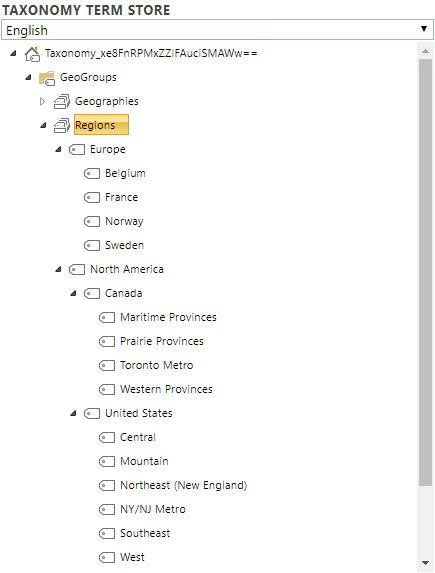 TAXONOMY TERM STORE
English
Taxonomy_xe8FnRPMxZZlFAuciSMAWw==
GeoGroups
Geographies
Regions
Europe
Belgium
France
Norway
Sweden
North America
Canada
Maritime Provinces
Prairie Provinces
Toronto Metro
Western Provinces
United States
Central
Mountain
Northeast (New England)
NY/NJ Metro
Southeast
West